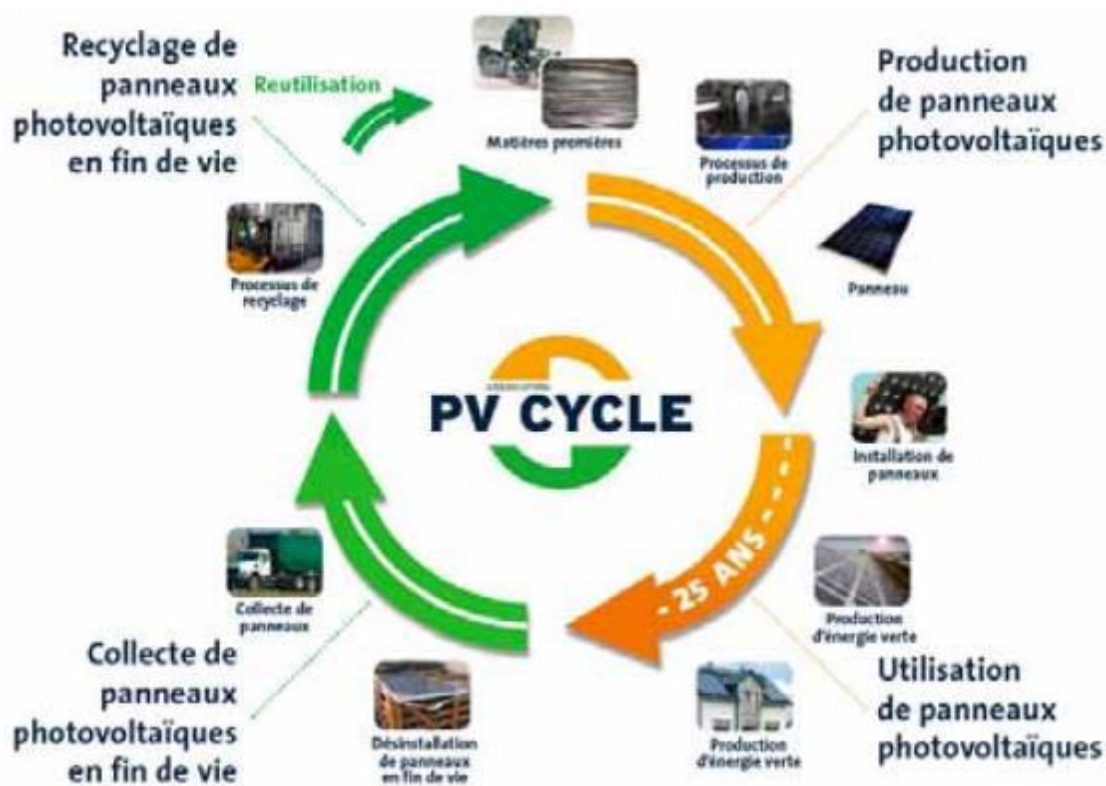 Recyclage de
panneaux
photovoltaïques
en fin de vie
Reutilisation
Matières premières
Processus de
production
Production
de panneaux
photovoltaïques
Panneau
Installation de
panneaux
- 25 ANS - - - -
Production
d'énergie verte
Utilisation
de panneaux
photovoltaïques
Production
d'énergie verte
Désinstallation
de panneaux
en fin de vie
Collecte de
panneaux
Collecte de
panneaux
photovoltaïques
en fin de vie
Processus de
recyclage
PV CYCLE